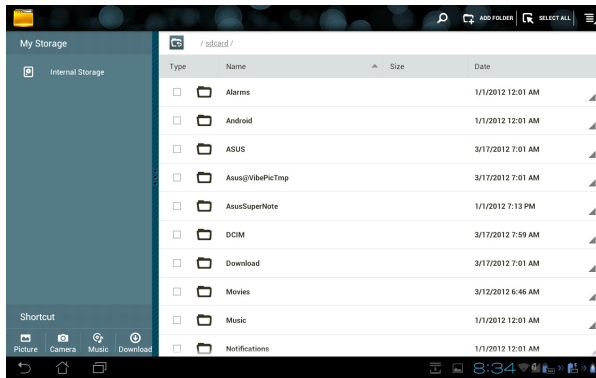 ADD FOLDER SELECT ALL
My Storage
/ sdcard /
Internal Storage
Type Name Size Date
Alarms 1/1/2012 12:01 AM
Android 1/1/2012 12:01 AM
ASUS 3/17/2012 7:01 AM
Asus@VibePicTmp 3/17/2012 7:01 AM
AsusSuperNote 1/1/2012 7:13 PM
DCIM 3/17/2012 7:59 AM
Download 3/17/2012 7:01 AM
Movies 3/12/2012 6:46 AM
Music 1/1/2012 12:01 AM
Notifications 1/1/2012 12:01 AM
Shortcut
Picture Camera Music Download
8:34